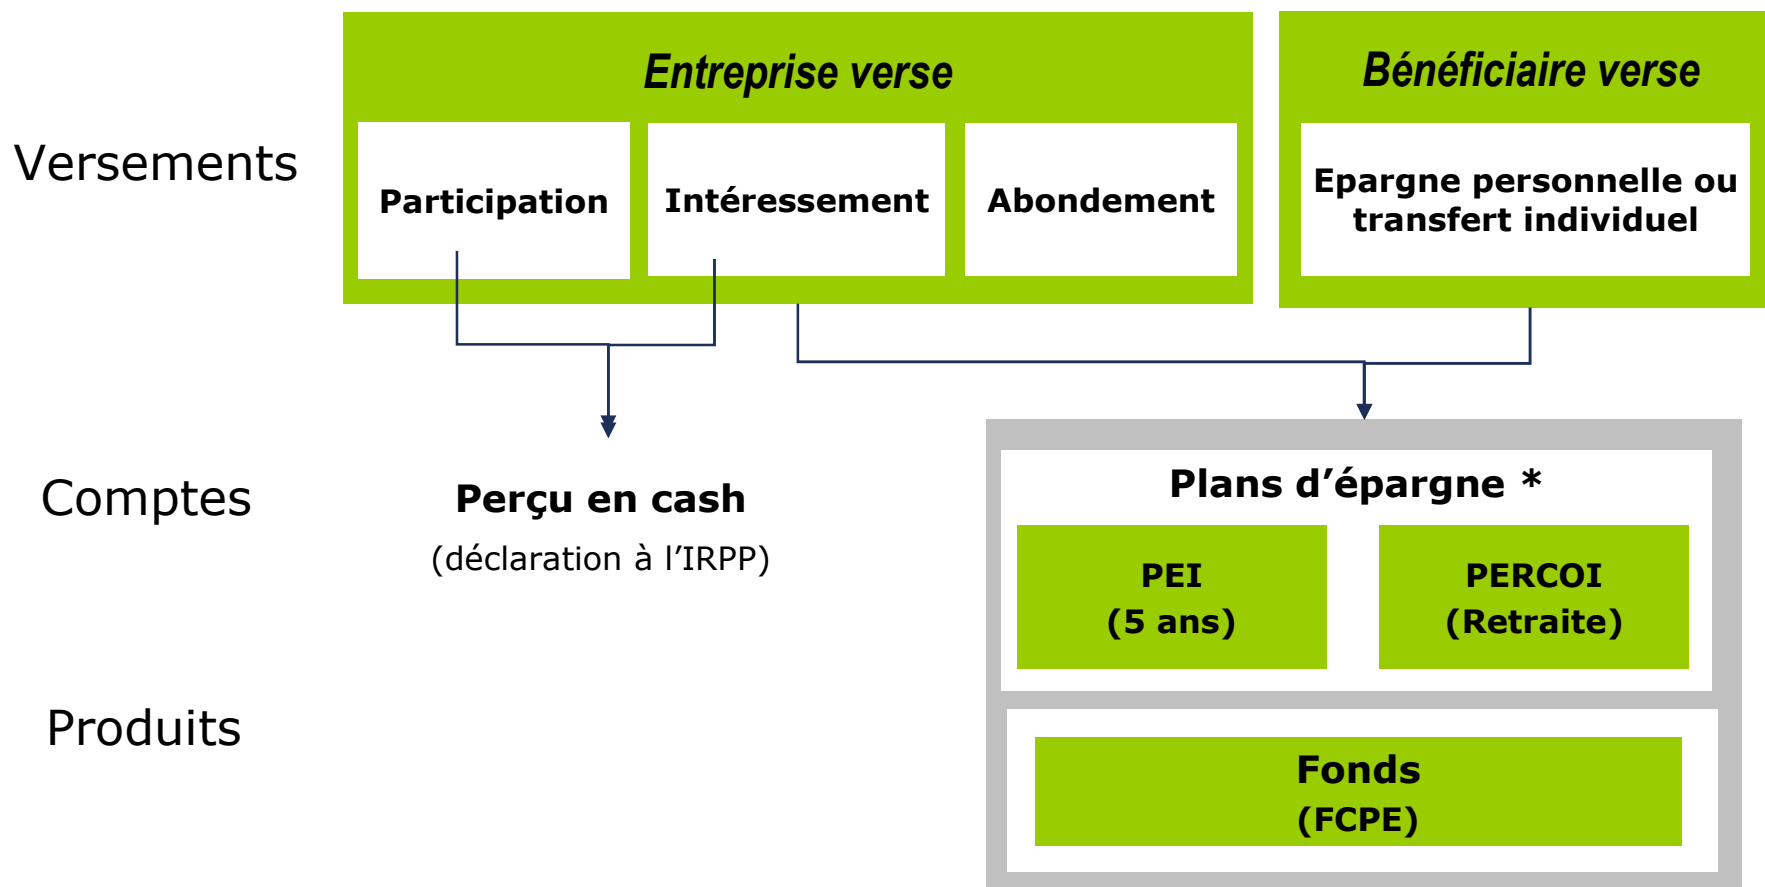 Entreprise verse
Bénéficiaire verse
Versements
Participation
Intéressement
Abondement
Epargne personnelle ou
transfert individuel
Comptes
Perçu en cash
(déclaration à l’IRPP)
Plans d’épargne *
PEI
(5 ans)
PERCOI
(Retraite)
Produits
Fonds
(FCPE)